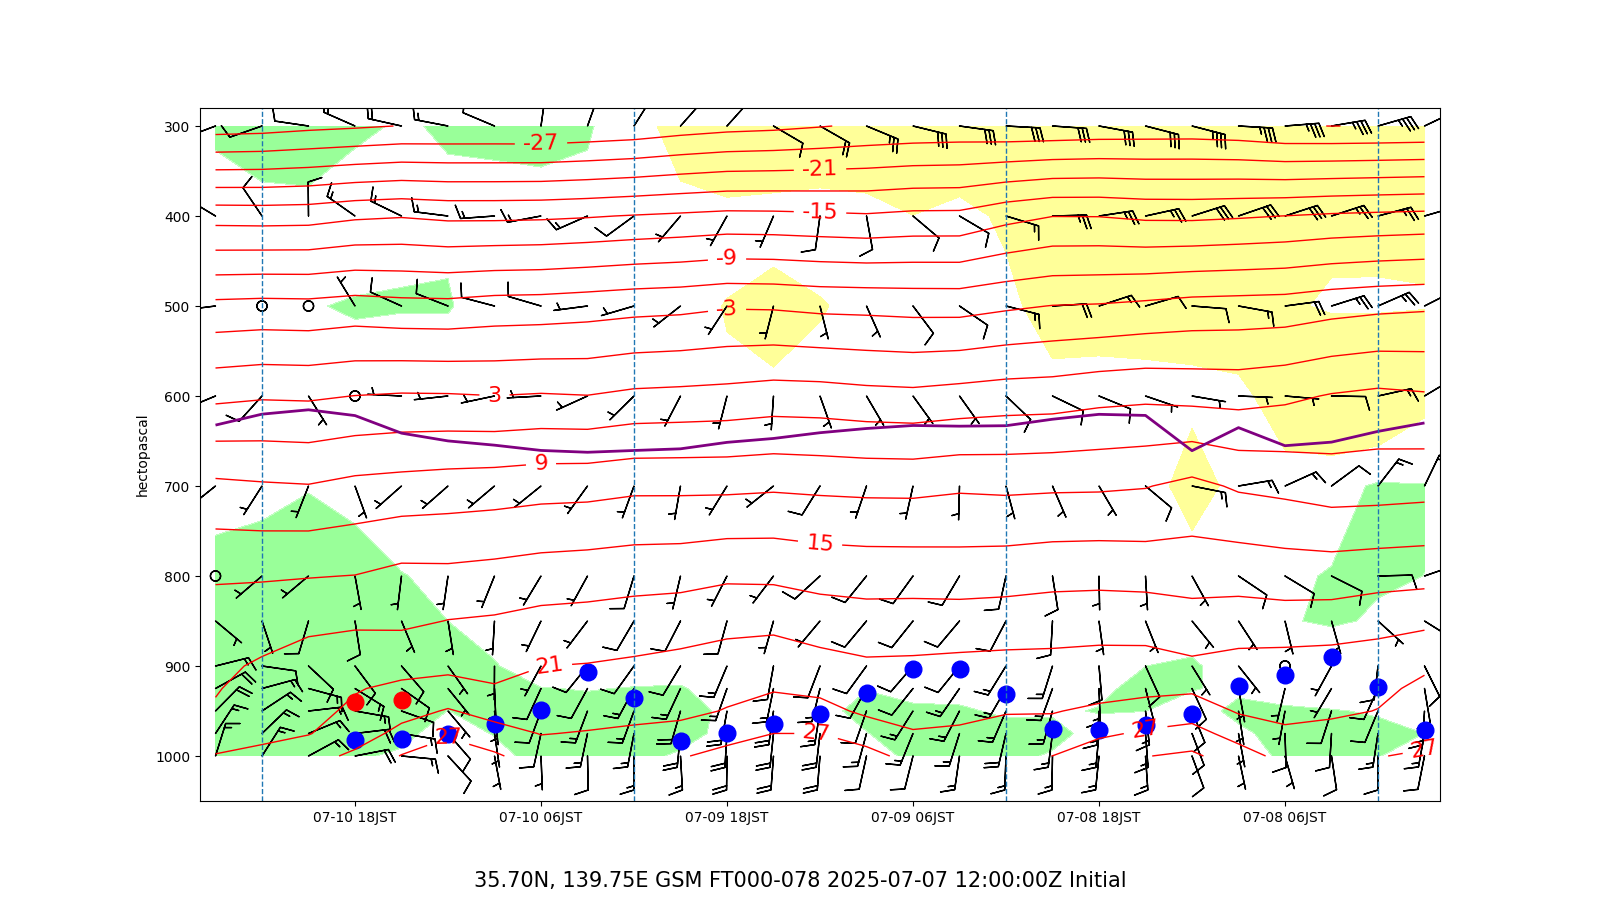 300
400
500
600
700
800
900
1000
hectopascal
-27
-21
-15
-9
-3
3
9
15
21
27
27
27
27
07-10 18JST
07-10 06JST
07-09 18JST
07-09 06JST
07-08 18JST
07-08 06JST
35.70N, 139.75E GSM FT000-078 2025-07-07 12:00:00Z Initial